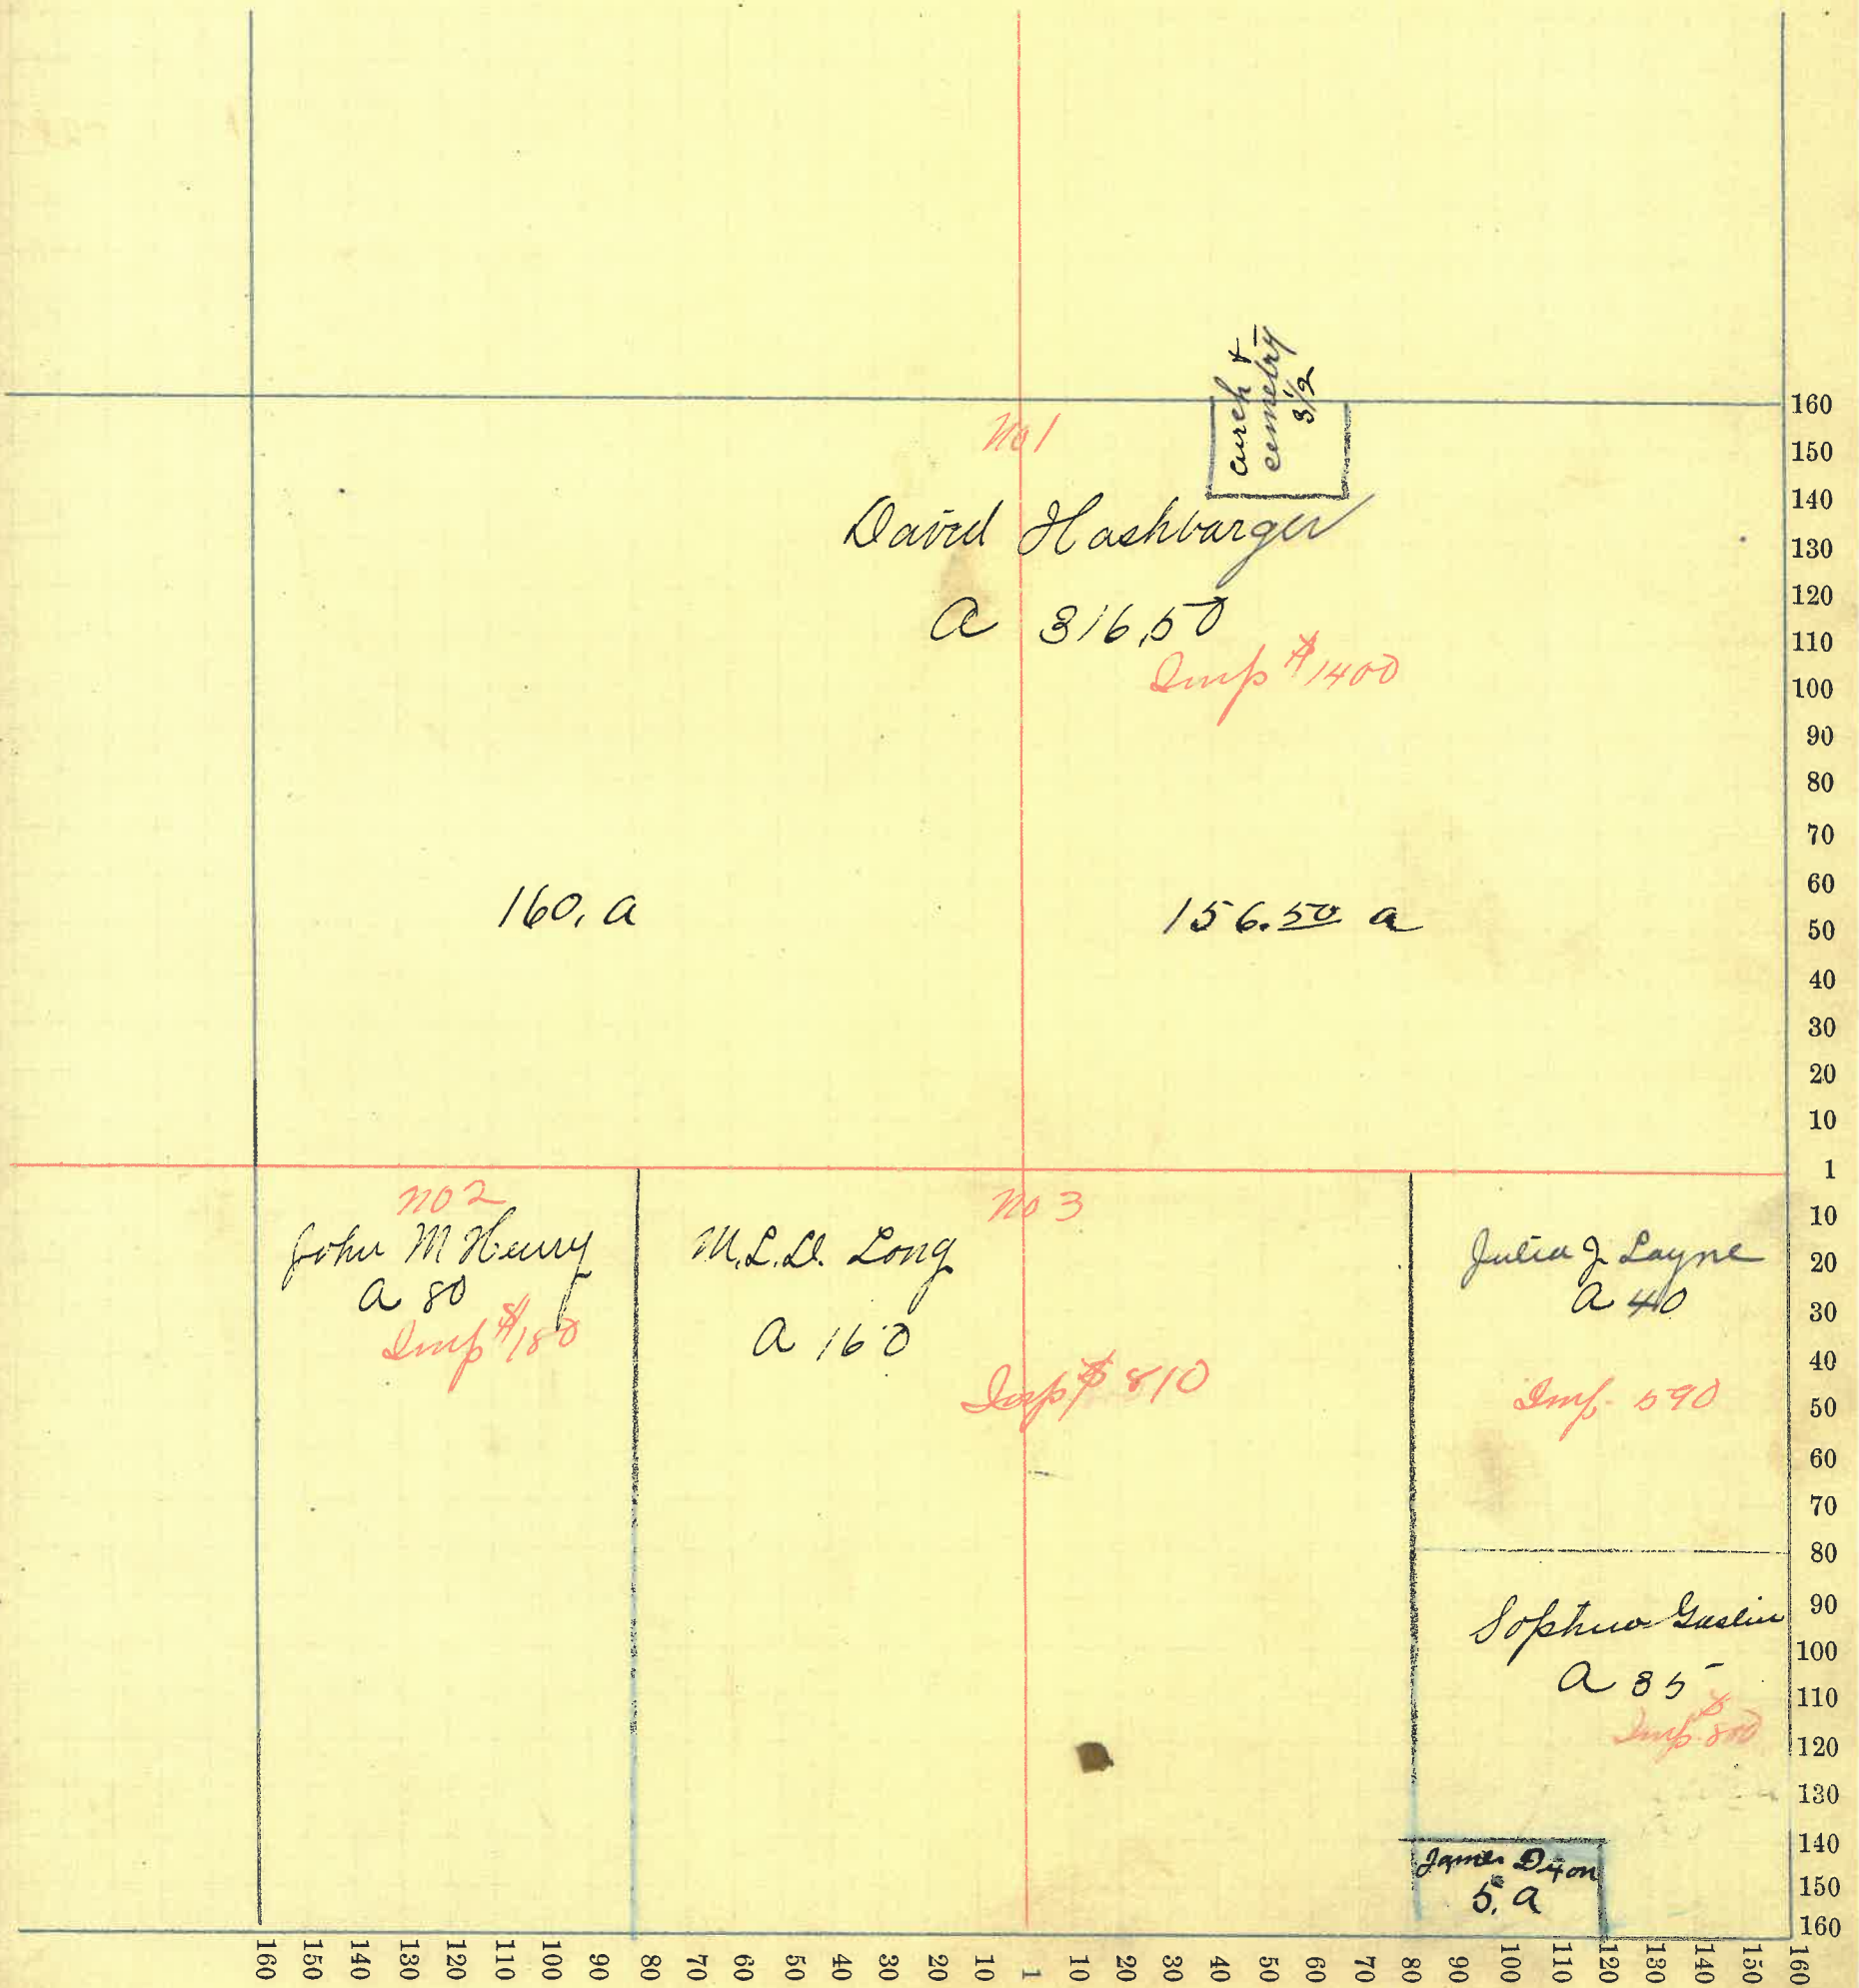 curch &
cemetry
3 1/2
No 1
David Hashbarger
A 316.50
Imp $1400
160. a
156.50 a
no 2
John M Henry
A 80
Imp $180
M.L.D. Long
A 160
No 3
Imp $810
Julia J Layne
A 40
Imp. 590
A 35
Imp. $800
James Dixon
5. a
160
150
140
130
120
110
100
90
80
70
60
50
40
30
20
10
1
10
20
30
40
50
60
70
80
90
100
110
120
130
140
150
160
160 150 140 130 120 110 100 90 80 70 60 50 40 30 20 10 1 10 20 30 40 50 60 70 80 90 100 110 120 130 140 150 160